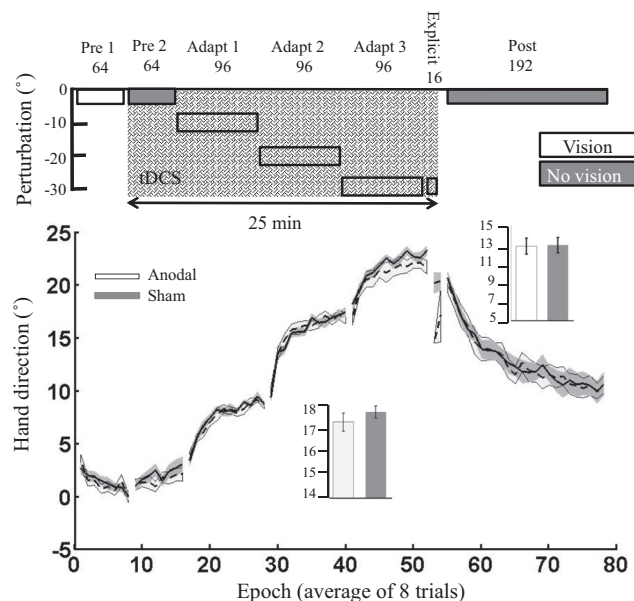 Pre 1 Pre 2 Adapt 1 Adapt 2 Adapt 3 Explicit Post
64 64 96 96 96 16 192
Perturbation (˚)
0
-10
-20
-30
tDCS
25 min
Vision
No vision
Hand direction (˚)
25
20
15
10
5
0
-5
Anodal
Sham
15
13
11
9
7
5
18
17
16
15
14
0 10 20 30 40 50 60 70 80
Epoch (average of 8 trials)